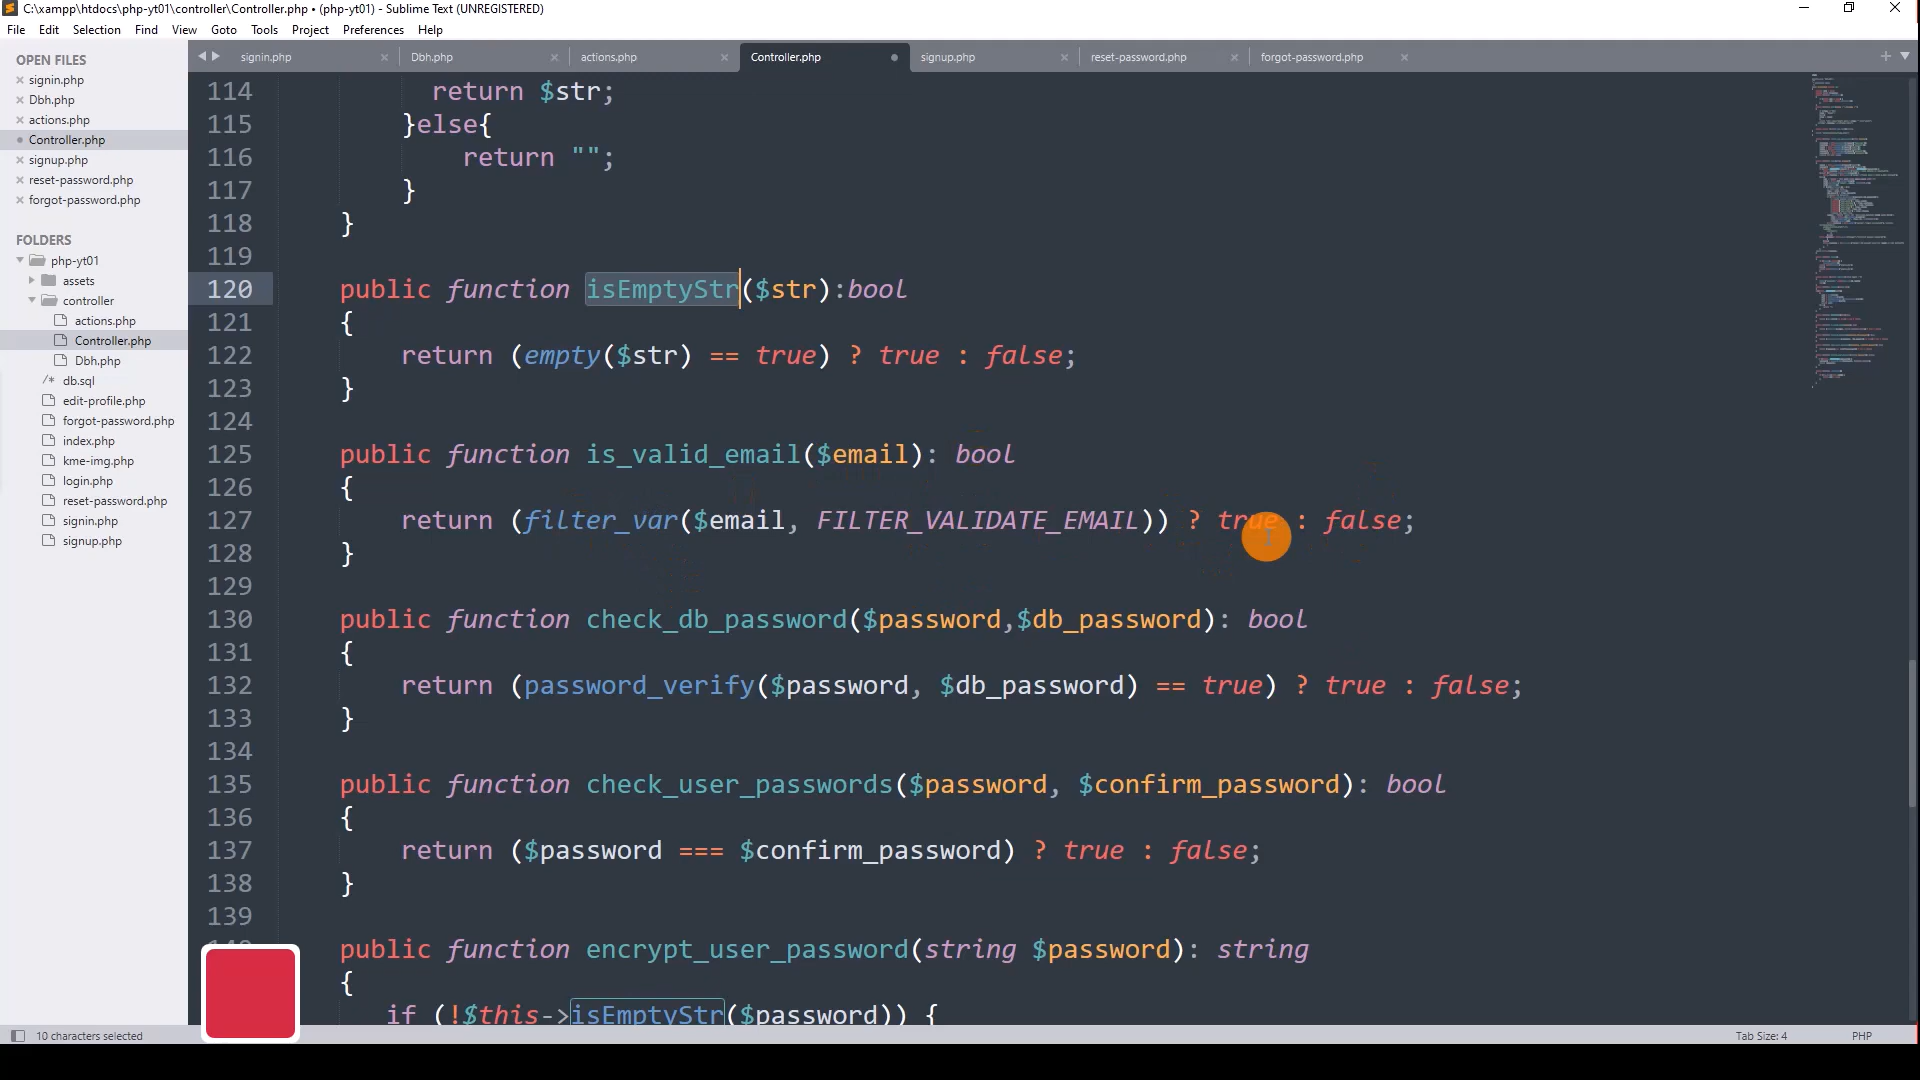 C:\xampp\htdocs\php-yt01\controller\Controller.php • (php-yt01) - Sublime Text (UNREGISTERED)
File Edit Selection Find View Goto Tools Project Preferences Help
OPEN FILES
signin.php
Dbh.php
actions.php
Controller.php
signup.php
reset-password.php
forgot-password.php
FOLDERS
php-yt01
assets
controller
actions.php
Controller.php
Dbh.php
/* db.sql
edit-profile.php
forgot-password.php
index.php
kme-img.php
login.php
reset-password.php
signin.php
signup.php
signin.php Dbh.php actions.php Controller.php signup.php reset-password.php forgot-password.php
114 return $str;
115 }else{
116 return "";
117 }
118 }
119
120 public function isEmptyStr($str):bool
121 {
122 return (empty($str) == true) ? true : false;
123 }
124
125 public function is_valid_email($email): bool
126 {
127 return (filter_var($email, FILTER_VALIDATE_EMAIL)) ? true : false;
128 }
129
130 public function check_db_password($password,$db_password): bool
131 {
132 return (password_verify($password, $db_password) == true) ? true : false;
133 }
134
135 public function check_user_passwords($password, $confirm_password): bool
136 {
137 return ($password === $confirm_password) ? true : false;
138 }
139
public function encrypt_user_password(string $password): string
{
if (!$this->isEmptyStr($password)) {
10 characters selected
Tab Size: 4 PHP